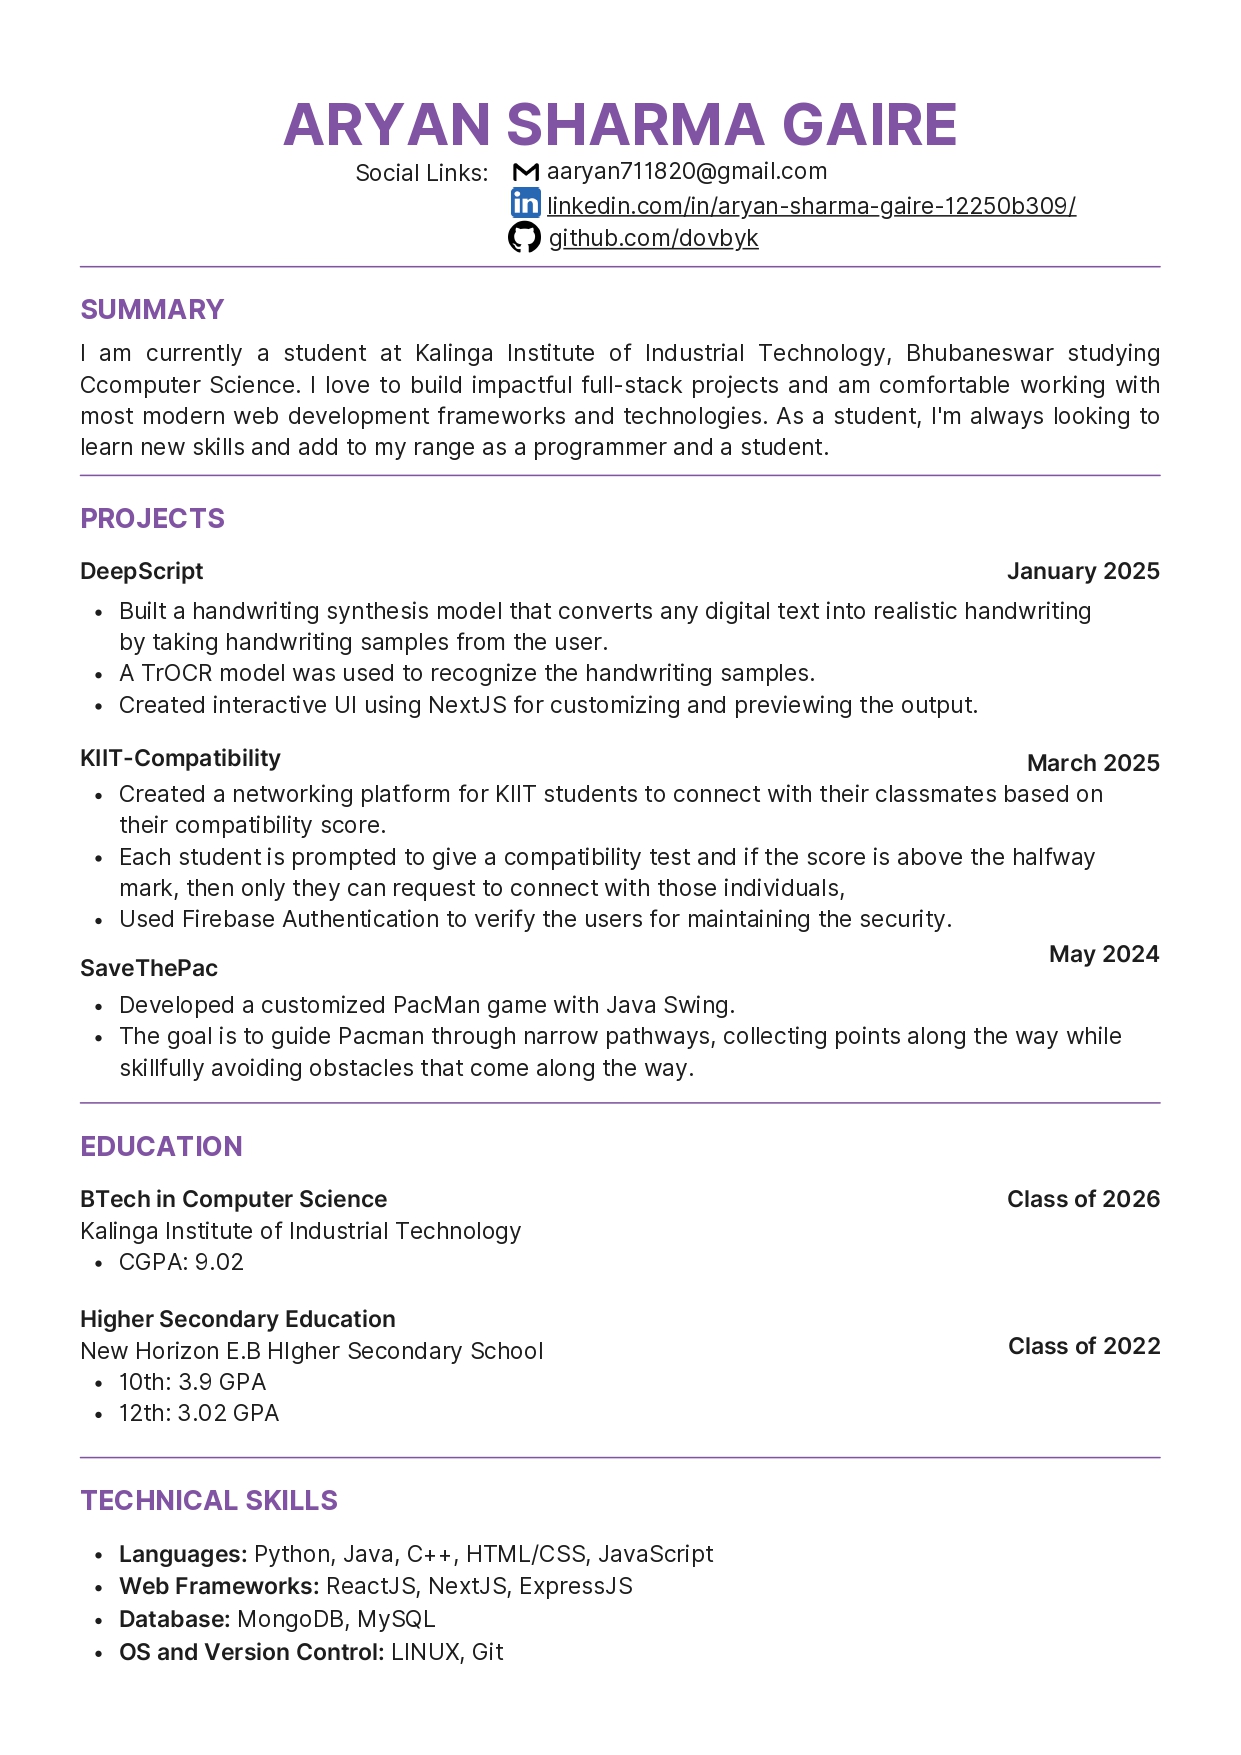 ARYAN SHARMA GAIRE
Social Links: aaryan711820@gmail.com
linkedin.com/in/aryan-sharma-gaire-12250b309/
github.com/dovbyk
SUMMARY
I am currently a student at Kalinga Institute of Industrial Technology, Bhubaneswar studying
Ccomputer Science. I love to build impactful full-stack projects and am comfortable working with
most modern web development frameworks and technologies. As a student, I'm always looking to
learn new skills and add to my range as a programmer and a student.
PROJECTS
DeepScript January 2025
• Built a handwriting synthesis model that converts any digital text into realistic handwriting
by taking handwriting samples from the user.
• A TrOCR model was used to recognize the handwriting samples.
• Created interactive UI using NextJS for customizing and previewing the output.
KIIT-Compatibility March 2025
• Created a networking platform for KIIT students to connect with their classmates based on
their compatibility score.
• Each student is prompted to give a compatibility test and if the score is above the halfway
mark, then only they can request to connect with those individuals,
• Used Firebase Authentication to verify the users for maintaining the security.
SaveThePac May 2024
• Developed a customized PacMan game with Java Swing.
• The goal is to guide Pacman through narrow pathways, collecting points along the way while
skillfully avoiding obstacles that come along the way.
EDUCATION
BTech in Computer Science Class of 2026
Kalinga Institute of Industrial Technology
• CGPA: 9.02
Higher Secondary Education
New Horizon E.B HIgher Secondary School Class of 2022
• 10th: 3.9 GPA
• 12th: 3.02 GPA
TECHNICAL SKILLS
• Languages: Python, Java, C++, HTML/CSS, JavaScript
• Web Frameworks: ReactJS, NextJS, ExpressJS
• Database: MongoDB, MySQL
• OS and Version Control: LINUX, Git